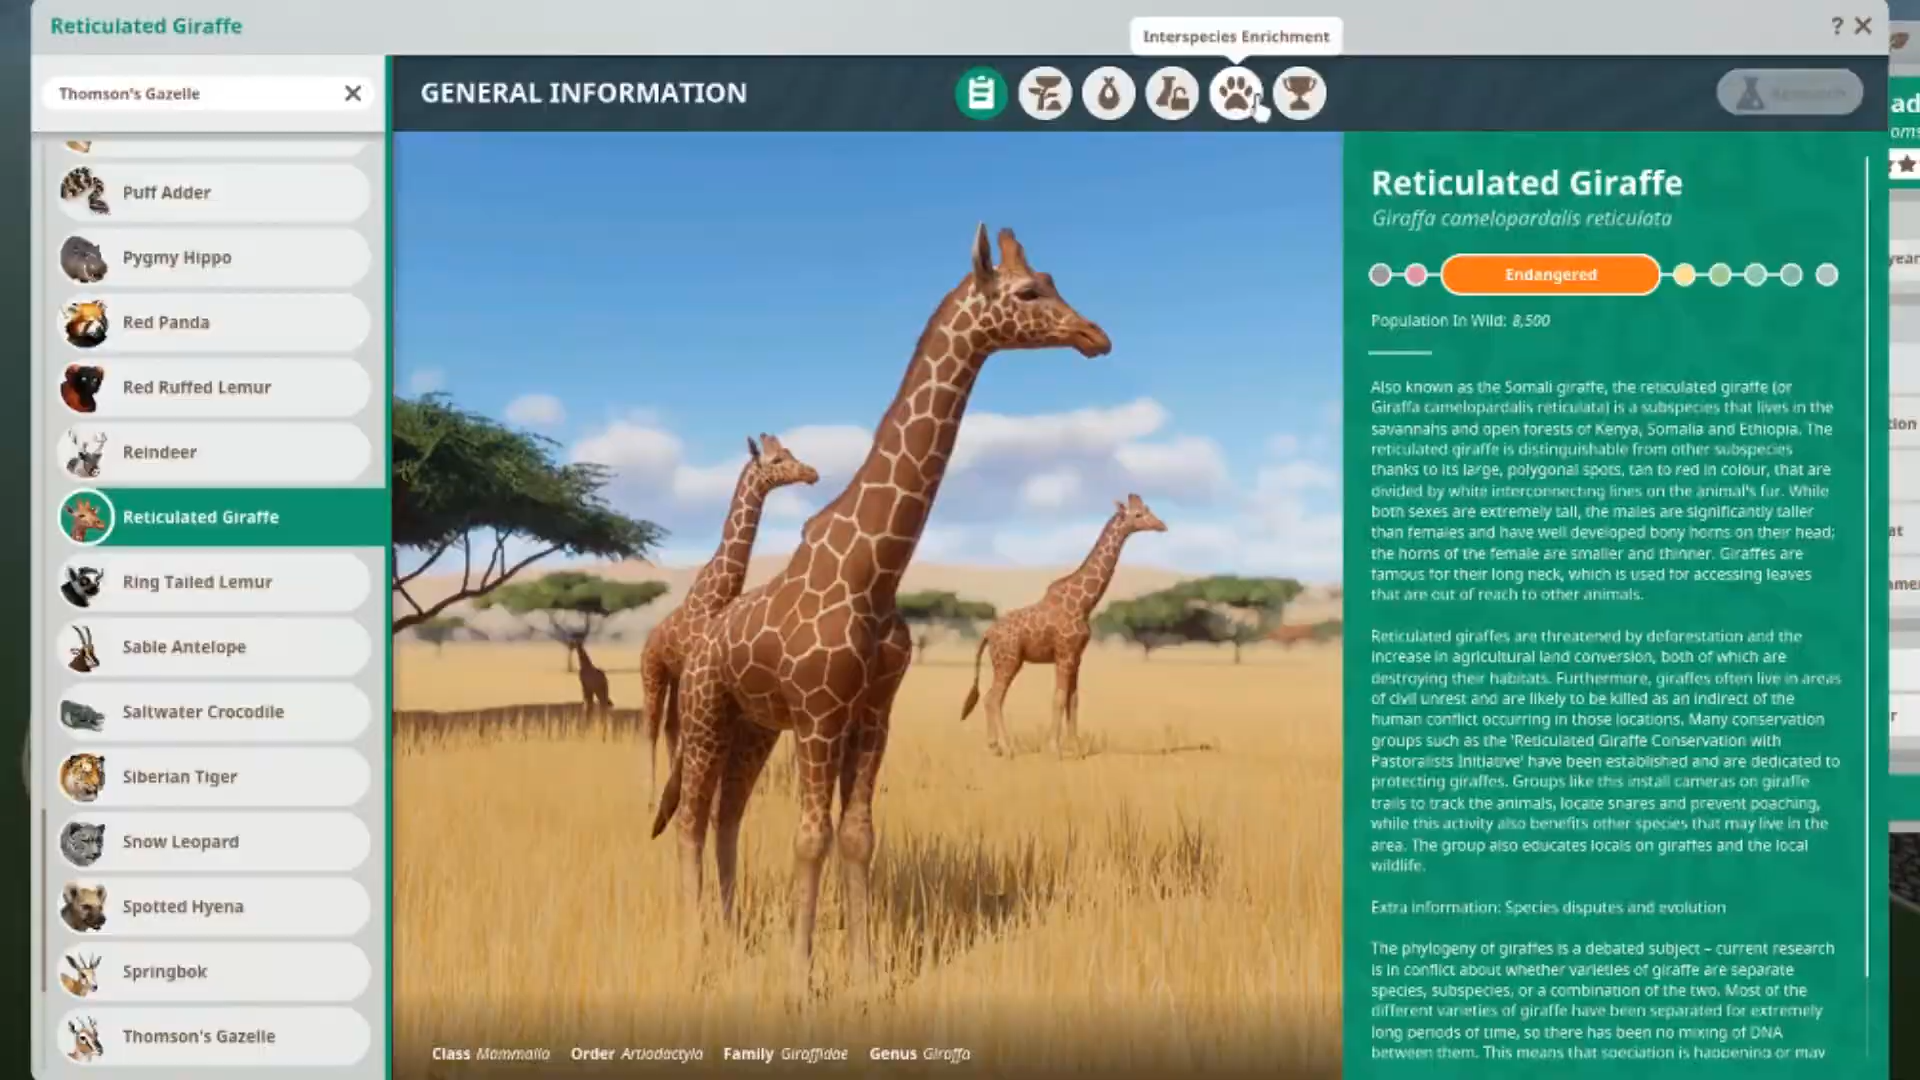 Reticulated Giraffe
Interspecies Enrichment
?
Thomson's Gazelle
GENERAL INFORMATION
Puff Adder
Pygmy Hippo
Red Panda
Red Ruffed Lemur
Reindeer
Reticulated Giraffe
Ring Tailed Lemur
Sable Antelope
Saltwater Crocodile
Siberian Tiger
Snow Leopard
Spotted Hyena
Springbok
Thomson's Gazelle
Class Mammalia Order Artiodactyla Family Giraffidae Genus Giraffa
Reticulated Giraffe
Giraffa camelopardalis reticulata
Endangered
Population In Wild: 8,500
Also known as the Somali giraffe, the reticulated giraffe (or
Giraffa camelopardalis reticulata) is a subspecies that lives in the
savannahs and open forests of Kenya, Somalia and Ethiopia. The
reticulated giraffe is distinguishable from other subspecies
thanks to its large, polygonal spots, tan to red in colour, that are
divided by white interconnecting lines on the animal's fur. While
both sexes are extremely tall, the males are significantly taller
than females and have well developed bony horns on their head;
the horns of the female are smaller and thinner. Giraffes are
famous for their long neck, which is used for accessing leaves
that are out of reach to other animals.
Reticulated giraffes are threatened by deforestation and the
increase in agricultural land conversion, both of which are
destroying their habitats. Furthermore, giraffes often live in areas
of civil unrest and are likely to be killed as an indirect of the
human conflict occurring in those locations. Many conservation
groups such as the 'Reticulated Giraffe Conservation with
Pastoralists Initiative' have been established and are dedicated to
protecting giraffes. Groups like this install cameras on giraffe
trails to track the animals, locate snares and prevent poaching,
while this activity also benefits other species that may live in the
area. The group also educates locals on giraffes and the local
wildlife.
Extra information: Species disputes and evolution
The phylogeny of giraffes is a debated subject – current research
is in conflict about whether varieties of giraffe are separate
species, subspecies, or a combination of the two. Most of the
different varieties of giraffe have been separated for extremely
long periods of time, so there has been no mixing of DNA
between them. This means that speciation is happening or may